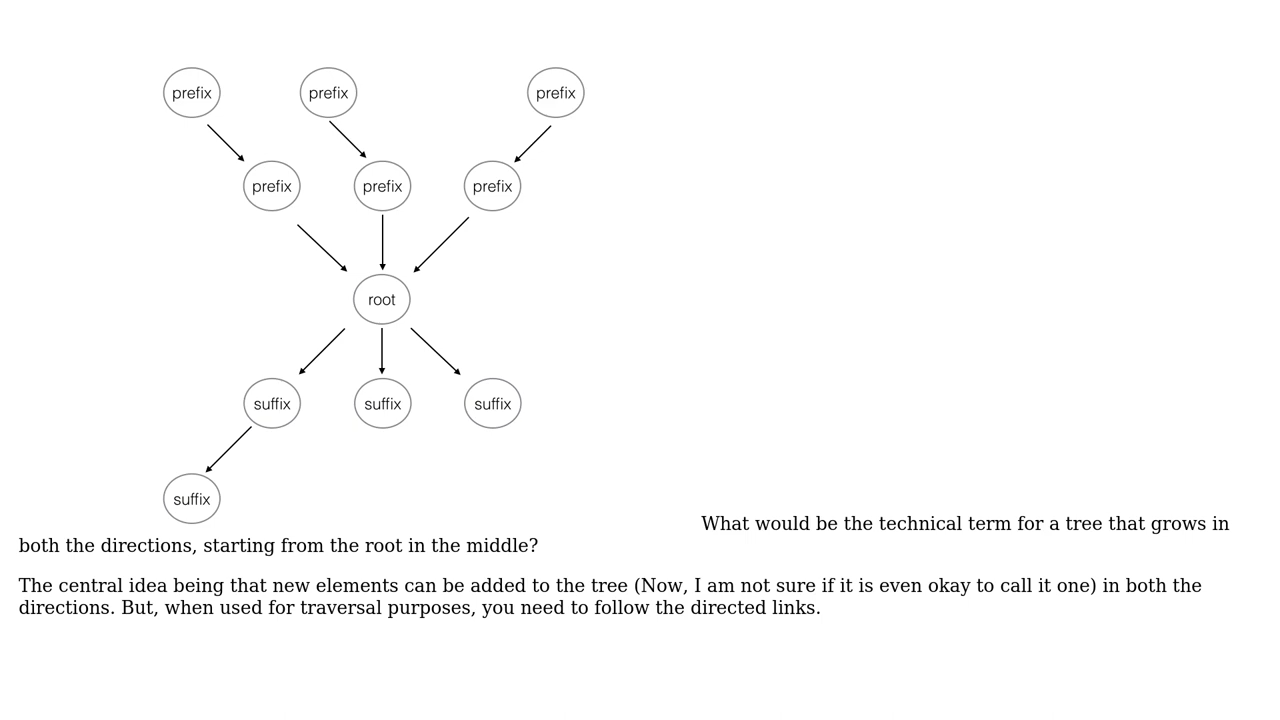 prefix prefix prefix
prefix prefix prefix
root
suffix suffix suffix
suffix
What would be the technical term for a tree that grows in
both the directions, starting from the root in the middle?
The central idea being that new elements can be added to the tree (Now, I am not sure if it is even okay to call it one) in both the
directions. But, when used for traversal purposes, you need to follow the directed links.